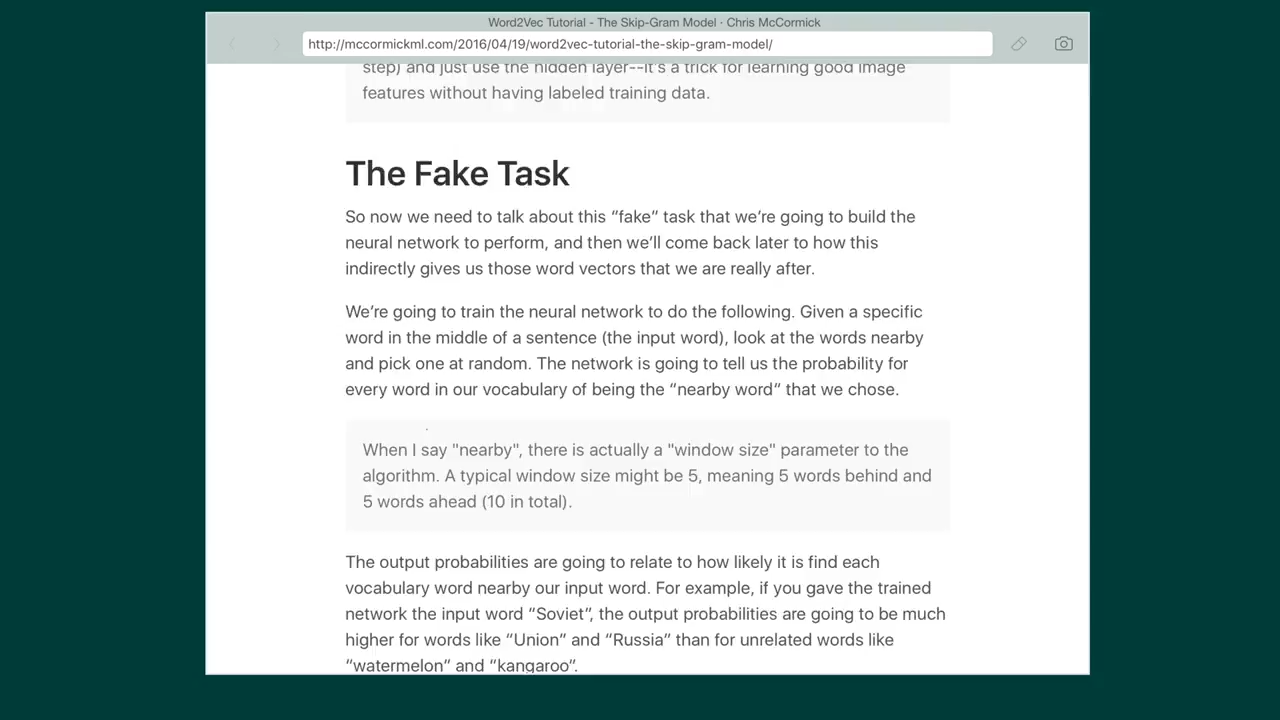 Word2Vec Tutorial - The Skip-Gram Model · Chris McCormick
http://mccormickml.com/2016/04/19/word2vec-tutorial-the-skip-gram-model/
step) and just use the hidden layer--it's a trick for learning good image
features without having labeled training data.
The Fake Task
So now we need to talk about this “fake” task that we’re going to build the
neural network to perform, and then we’ll come back later to how this
indirectly gives us those word vectors that we are really after.
We’re going to train the neural network to do the following. Given a specific
word in the middle of a sentence (the input word), look at the words nearby
and pick one at random. The network is going to tell us the probability for
every word in our vocabulary of being the “nearby word” that we chose.
When I say "nearby", there is actually a "window size" parameter to the
algorithm. A typical window size might be 5, meaning 5 words behind and
5 words ahead (10 in total).
The output probabilities are going to relate to how likely it is find each
vocabulary word nearby our input word. For example, if you gave the trained
network the input word “Soviet”, the output probabilities are going to be much
higher for words like “Union” and “Russia” than for unrelated words like
“watermelon” and “kangaroo”.